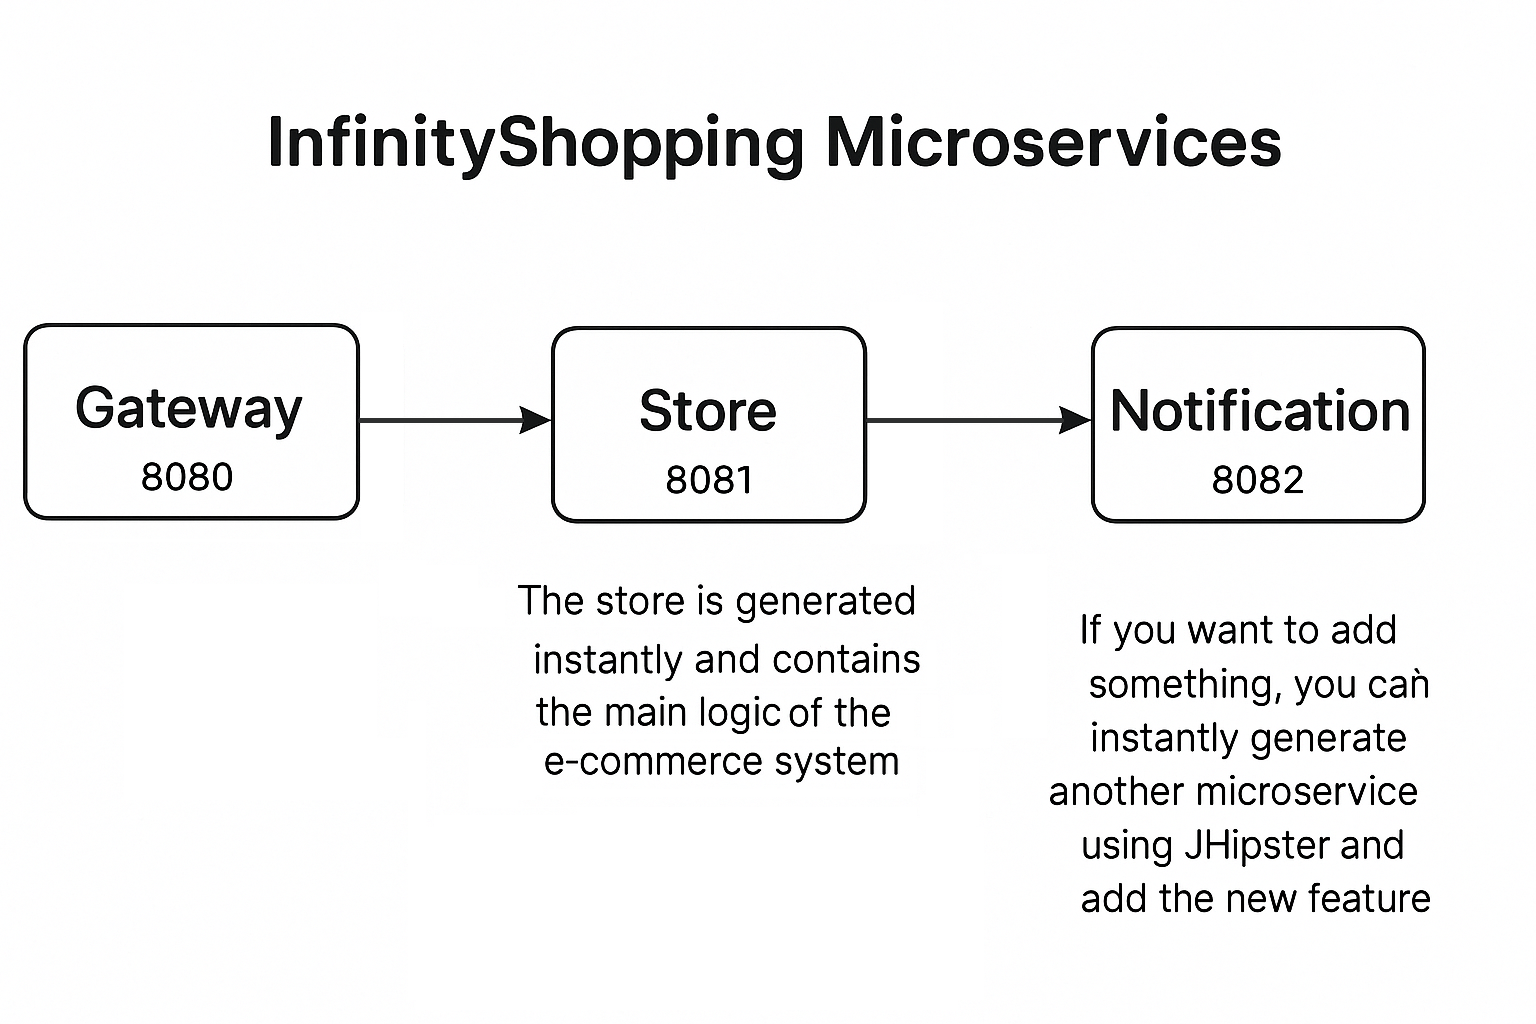 InfinityShopping Microservices
Gateway
8080
Store
8081
Notification
8082
The store is generated
instantly and contains
the main logic of the
e-commerce system
If you want to add
something, you caǹ
instantly generate
another microservice
using JHipster and
add the new feature